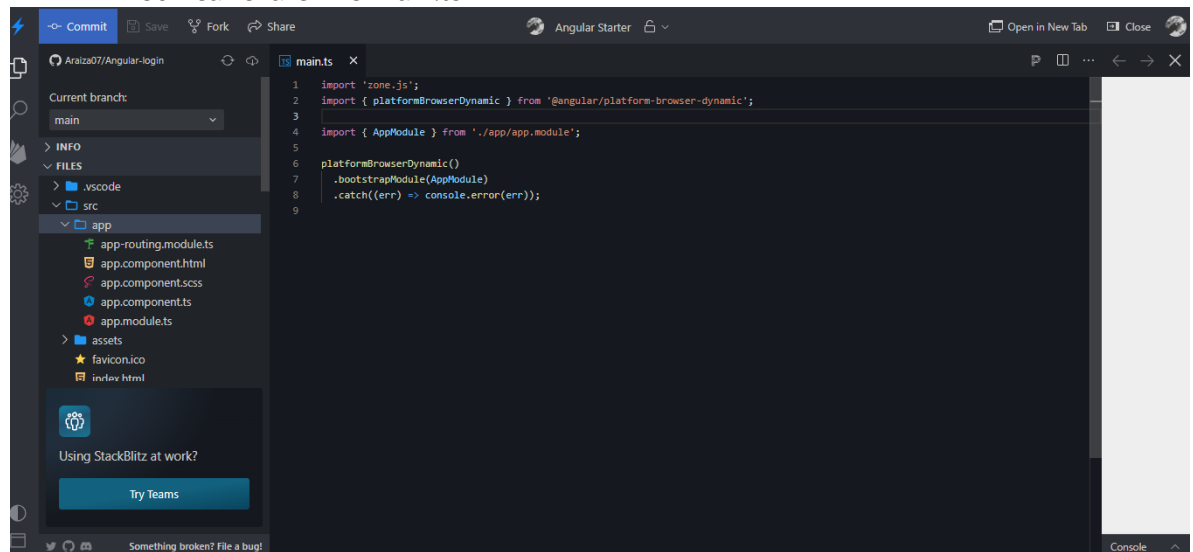 Commit Save Fork Share Angular Starter Open in New Tab Close
Araiza07/Angular-login
Current branch:
main
INFO
FILES
.vscode
src
app
app-routing.module.ts
app.component.html
app.component.scss
app.component.ts
app.module.ts
assets
favicon.ico
index.html
Using StackBlitz at work?
Try Teams
Something broken? File a bug!
TS main.ts
1 import 'zone.js';
2 import { platformBrowserDynamic } from '@angular/platform-browser-dynamic';
3
4 import { AppModule } from './app/app.module';
5
6 platformBrowserDynamic()
7 .bootstrapModule(AppModule)
8 .catch((err) => console.error(err));
9
Console